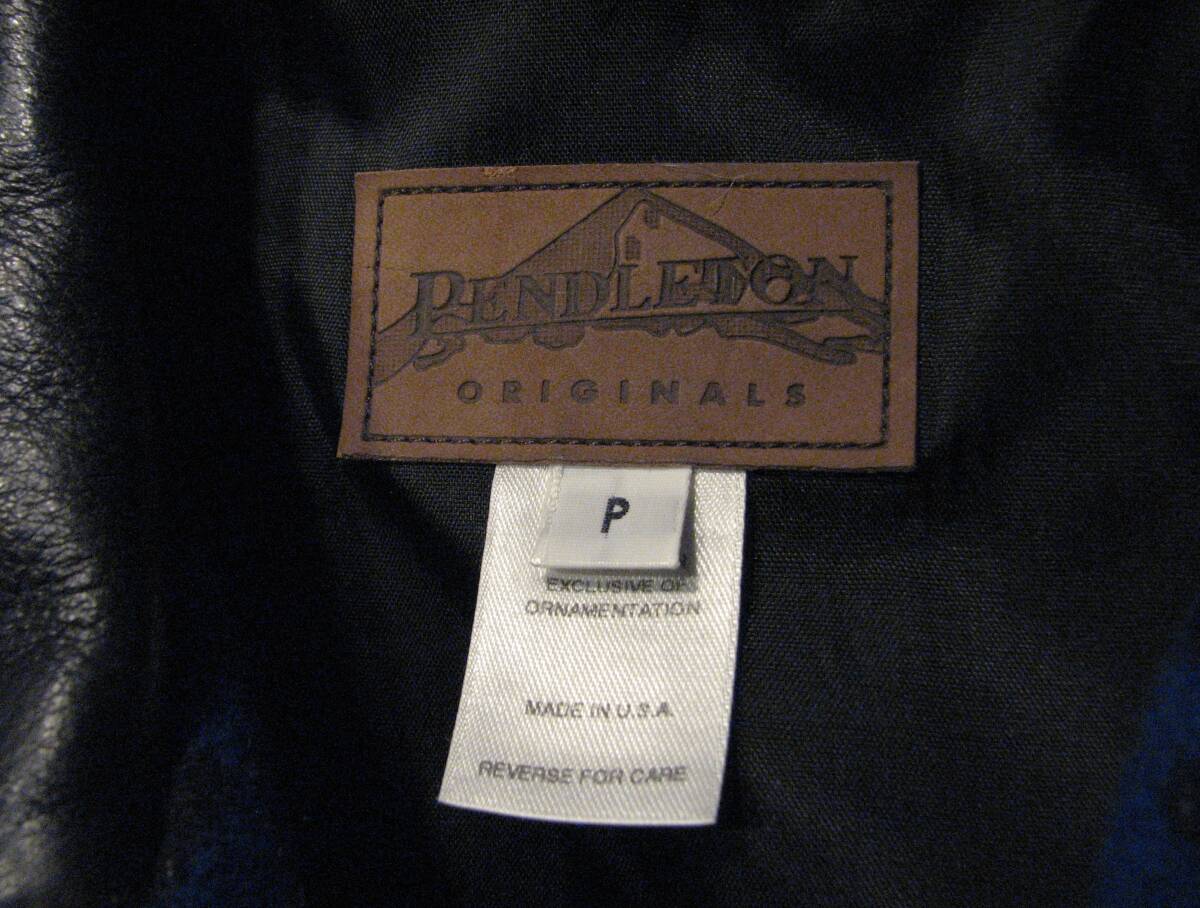 PENDLETON
ORIGINALS
P
EXCLUSIVE OF
ORNAMENTATION
MADE IN U.S.A.
REVERSE FOR CARE